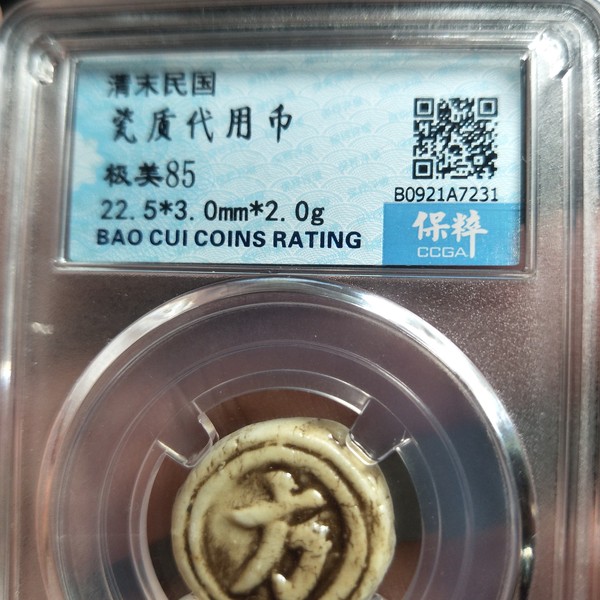 清末民国
瓷质代用币
极美85
22.5*3.0mm*2.0g
BAO CUI COINS RATING
B0921A7231
保粹
CCGA
方